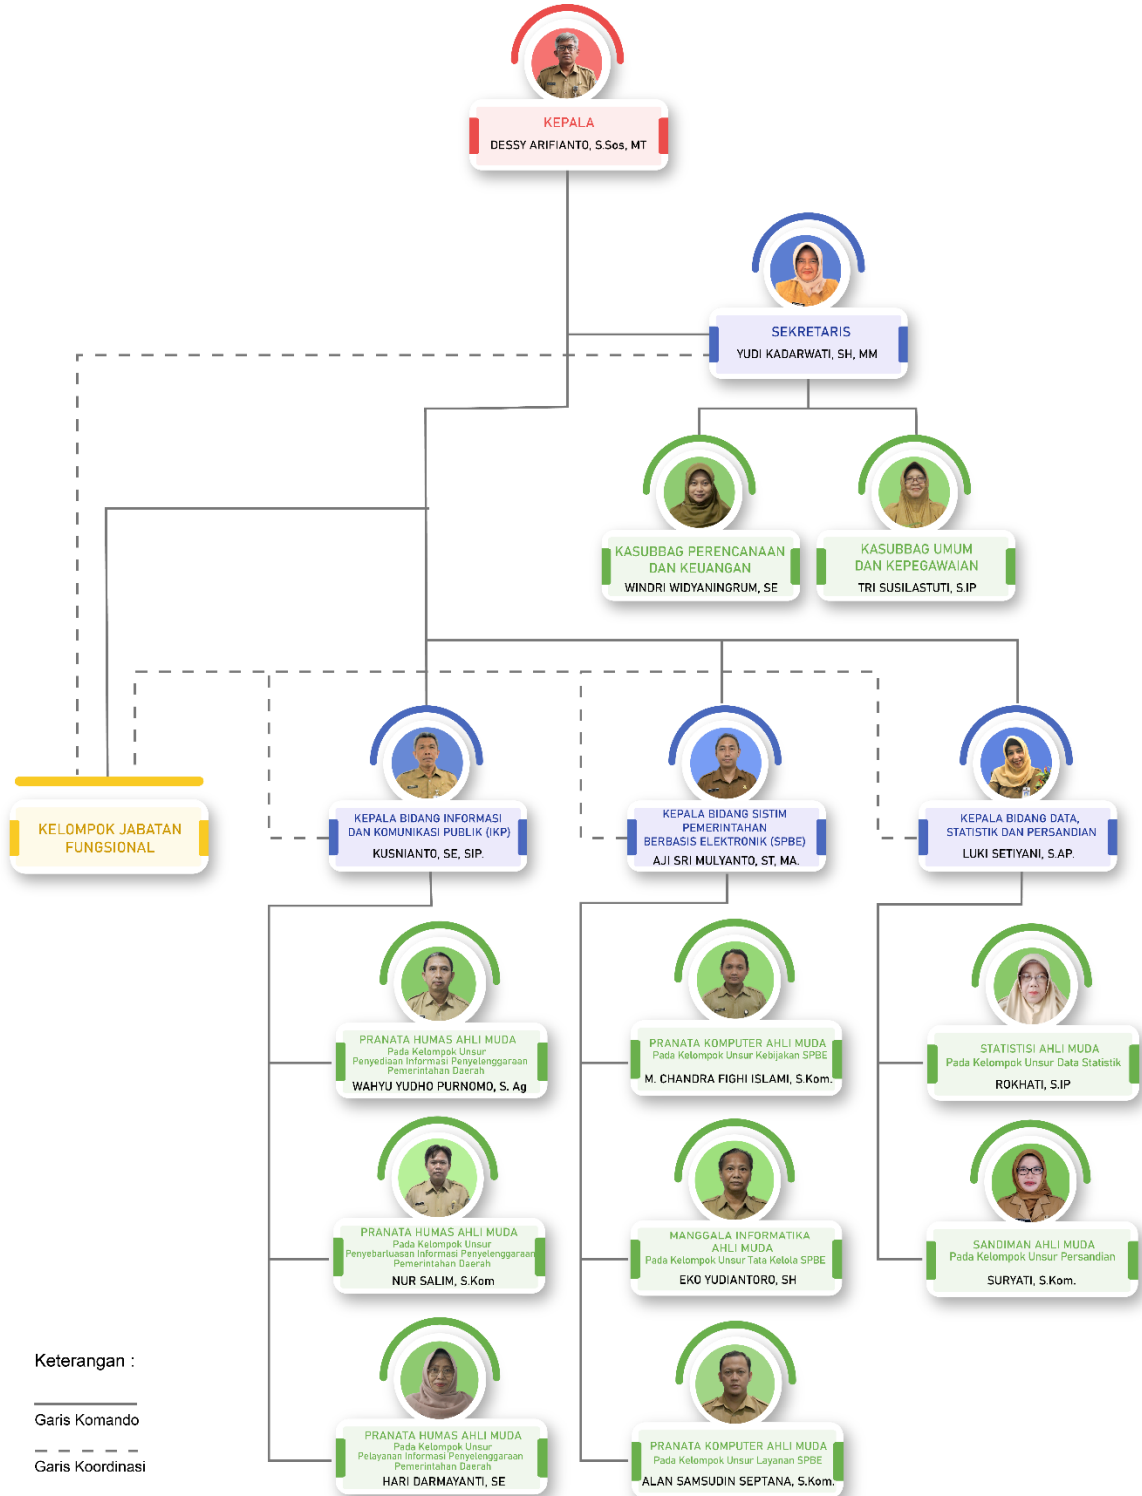 KEPALA
DESSY ARIFIANTO, S.Sos, MT
SEKRETARIS
YUDI KADARWATI, SH, MM
KASUBBAG PERENCANAAN
DAN KEUANGAN
WINDRI WIDYANINGRUM, SE
KASUBBAG UMUM
DAN KEPEGAWAIAN
TRI SUSILASTUTI, S.IP
KELOMPOK JABATAN
FUNGSIONAL
KEPALA BIDANG INFORMASI
DAN KOMUNIKASI PUBLIK (IKP)
KUSNIANTO, SE, SIP.
KEPALA BIDANG SISTIM
PEMERINTAHAN
BERBASIS ELEKTRONIK (SPBE)
AJI SRI MULYANTO, ST, MA.
KEPALA BIDANG DATA,
STATISTIK DAN PERSANDIAN
LUKI SETIYANI, S.AP.
PRANATA HUMAS AHLI MUDA
Pada Kelompok Unsur
Penyediaan Informasi Penyelenggaraan
Pemerintahan Daerah
WAHYU YUDHO PURNOMO, S. Ag
PRANATA KOMPUTER AHLI MUDA
Pada Kelompok Unsur Kebijakan SPBE
M. CHANDRA FIGHI ISLAMI, S.Kom.
STATISTISI AHLI MUDA
Pada Kelompok Unsur Data Statistik
ROKHATI, S.IP
PRANATA HUMAS AHLI MUDA
Pada Kelompok Unsur
Penyebarluasan Informasi Penyelenggaraan
Pemerintahan Daerah
NUR SALIM, S.Kom
MANGGALA INFORMATIKA
AHLI MUDA
Pada Kelompok Unsur Tata Kelola SPBE
EKO YUDIANTORO, SH
SANDIMAN AHLI MUDA
Pada Kelompok Unsur Persandian
SURYATI, S.Kom.
PRANATA HUMAS AHLI MUDA
Pada Kelompok Unsur
Pelayanan Informasi Penyelenggaraan
Pemerintahan Daerah
HARI DARMAYANTI, SE
PRANATA KOMPUTER AHLI MUDA
Pada Kelompok Unsur Layanan SPBE
ALAN SAMSUDIN SEPTANA, S.Kom.
Keterangan :
Garis Komando
Garis Koordinasi